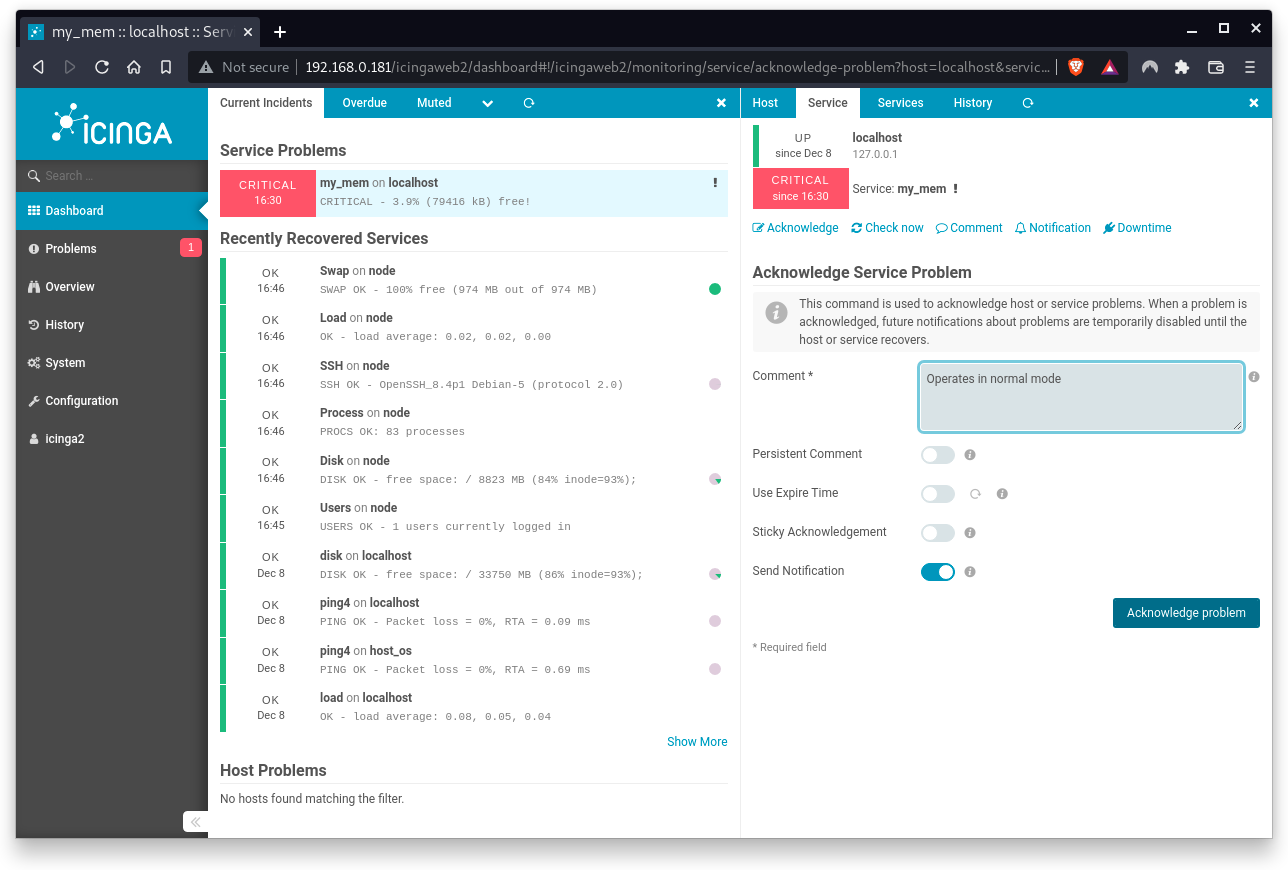 my_mem :: localhost :: Serv
Not secure
192.168.0.181/icingaweb2/dashboard#!/icingaweb2/monitoring/service/acknowledge-problem?host=localhost&servic...
iCINGA
Search ...
Dashboard
Problems
1
Overview
History
System
Configuration
icinga2
Current Incidents
Overdue
Muted
Service Problems
CRITICAL
16:30
my_mem on localhost
CRITICAL - 3.9% (79416 kB) free!
Recently Recovered Services
OK
16:46
Swap on node
SWAP OK - 100% free (974 MB out of 974 MB)
OK
16:46
Load on node
OK - load average: 0.02, 0.02, 0.00
OK
16:46
SSH on node
SSH OK - OpenSSH_8.4p1 Debian-5 (protocol 2.0)
OK
16:46
Process on node
PROCS OK: 83 processes
OK
16:46
Disk on node
DISK OK - free space: / 8823 MB (84% inode=93%);
OK
16:45
Users on node
USERS OK - 1 users currently logged in
OK
Dec 8
disk on localhost
DISK OK - free space: / 33750 MB (86% inode=93%);
OK
Dec 8
ping4 on localhost
PING OK - Packet loss = 0%, RTA = 0.09 ms
OK
Dec 8
ping4 on host_os
PING OK - Packet loss = 0%, RTA = 0.69 ms
OK
Dec 8
load on localhost
OK - load average: 0.08, 0.05, 0.04
Show More
Host Problems
No hosts found matching the filter.
Host
Service
Services
History
UP
since Dec 8
localhost
127.0.0.1
CRITICAL
since 16:30
Service: my_mem
Acknowledge
Check now
Comment
Notification
Downtime
Acknowledge Service Problem
This command is used to acknowledge host or service problems. When a problem is
acknowledged, future notifications about problems are temporarily disabled until the
host or service recovers.
Comment *
Operates in normal mode
Persistent Comment
Use Expire Time
Sticky Acknowledgement
Send Notification
Acknowledge problem
* Required field